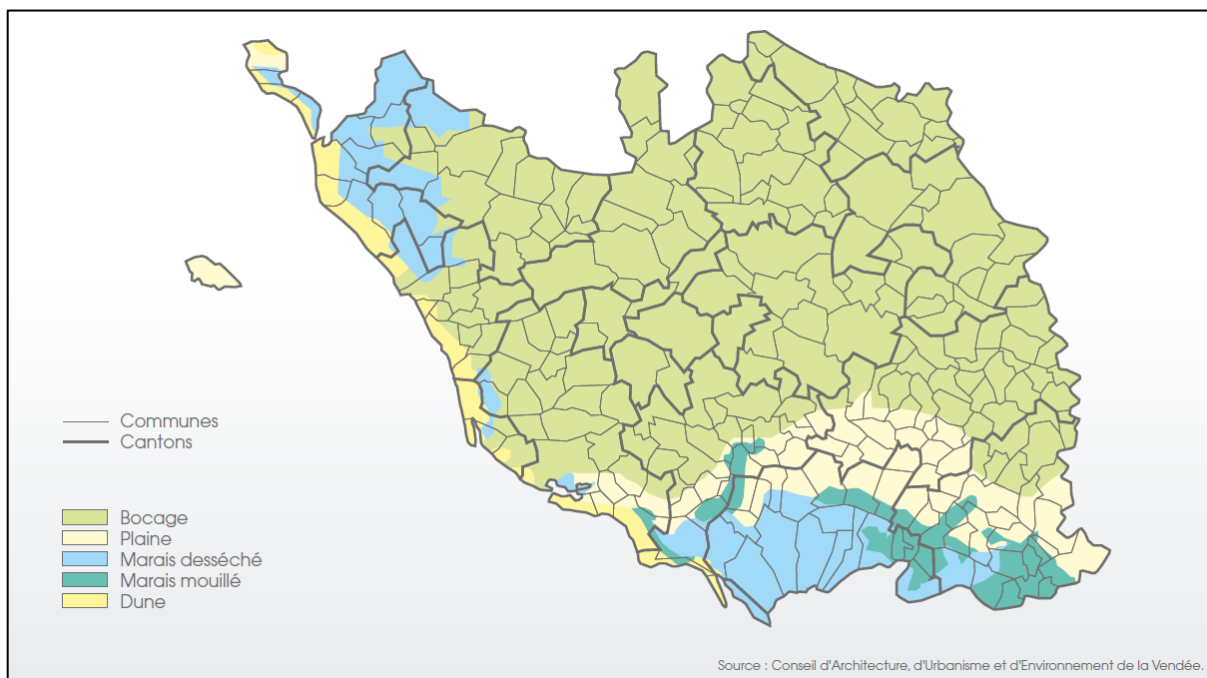 Communes
Cantons
Bocage
Plaine
Marais desséché
Marais mouillé
Dune
Source : Conseil d'Architecture, d'Urbanisme et d'Environnement de la Vendée.